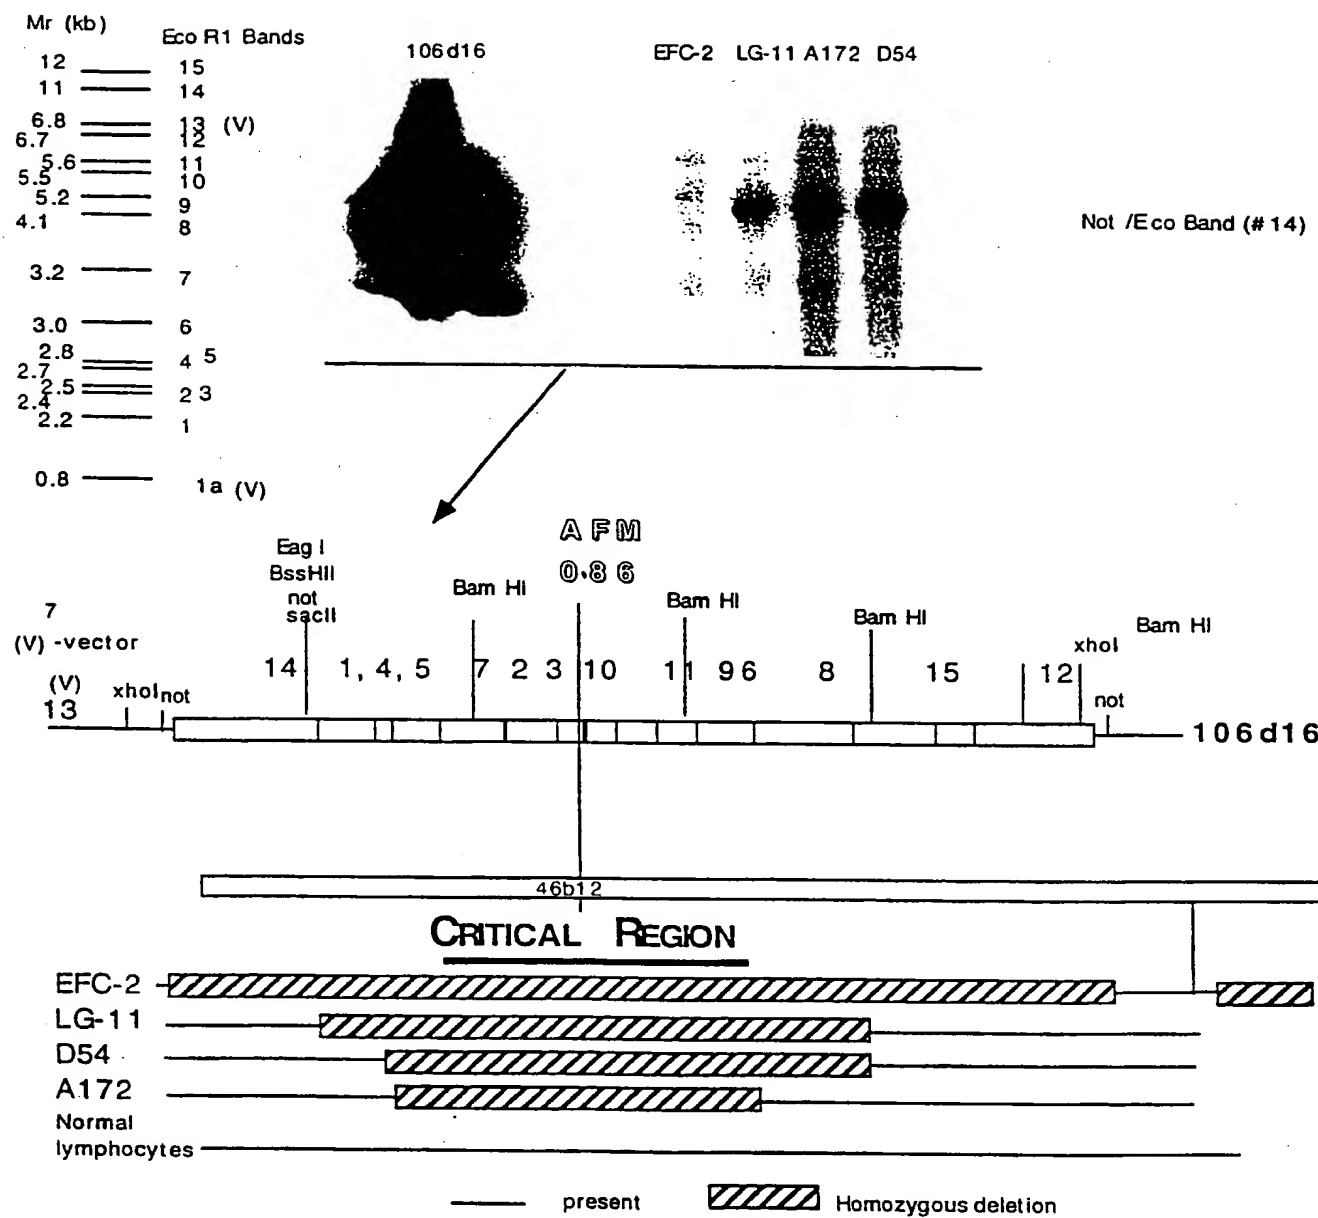 Mr (kb)
Eco R1 Bands
106d16
EFC-2 LG-11 A172 D54
12 15
11 14
6.8 13 (V)
6.7 12
5.6 11
5.5 10
5.2 9
4.1 8
Not /Eco Band (#14)
3.2 7
3.0 6
2.8 5
2.7 4
2.5 3
2.4 2
2.2 1
0.8 1a (V)
AFM
0.86
Eag I
BssHII
not
sacII
Bam HI
Bam HI
Bam HI
Bam HI
7
(V) -vector
(V)
13
xhoI not
14 1, 4, 5 7 2 3 10 11 9 6 8 15 12
xhoI
not
106d16
46b12
CRITICAL REGION
EFC-2
LG-11
D54
A172
Normal
lymphocytes
present
Homozygous deletion